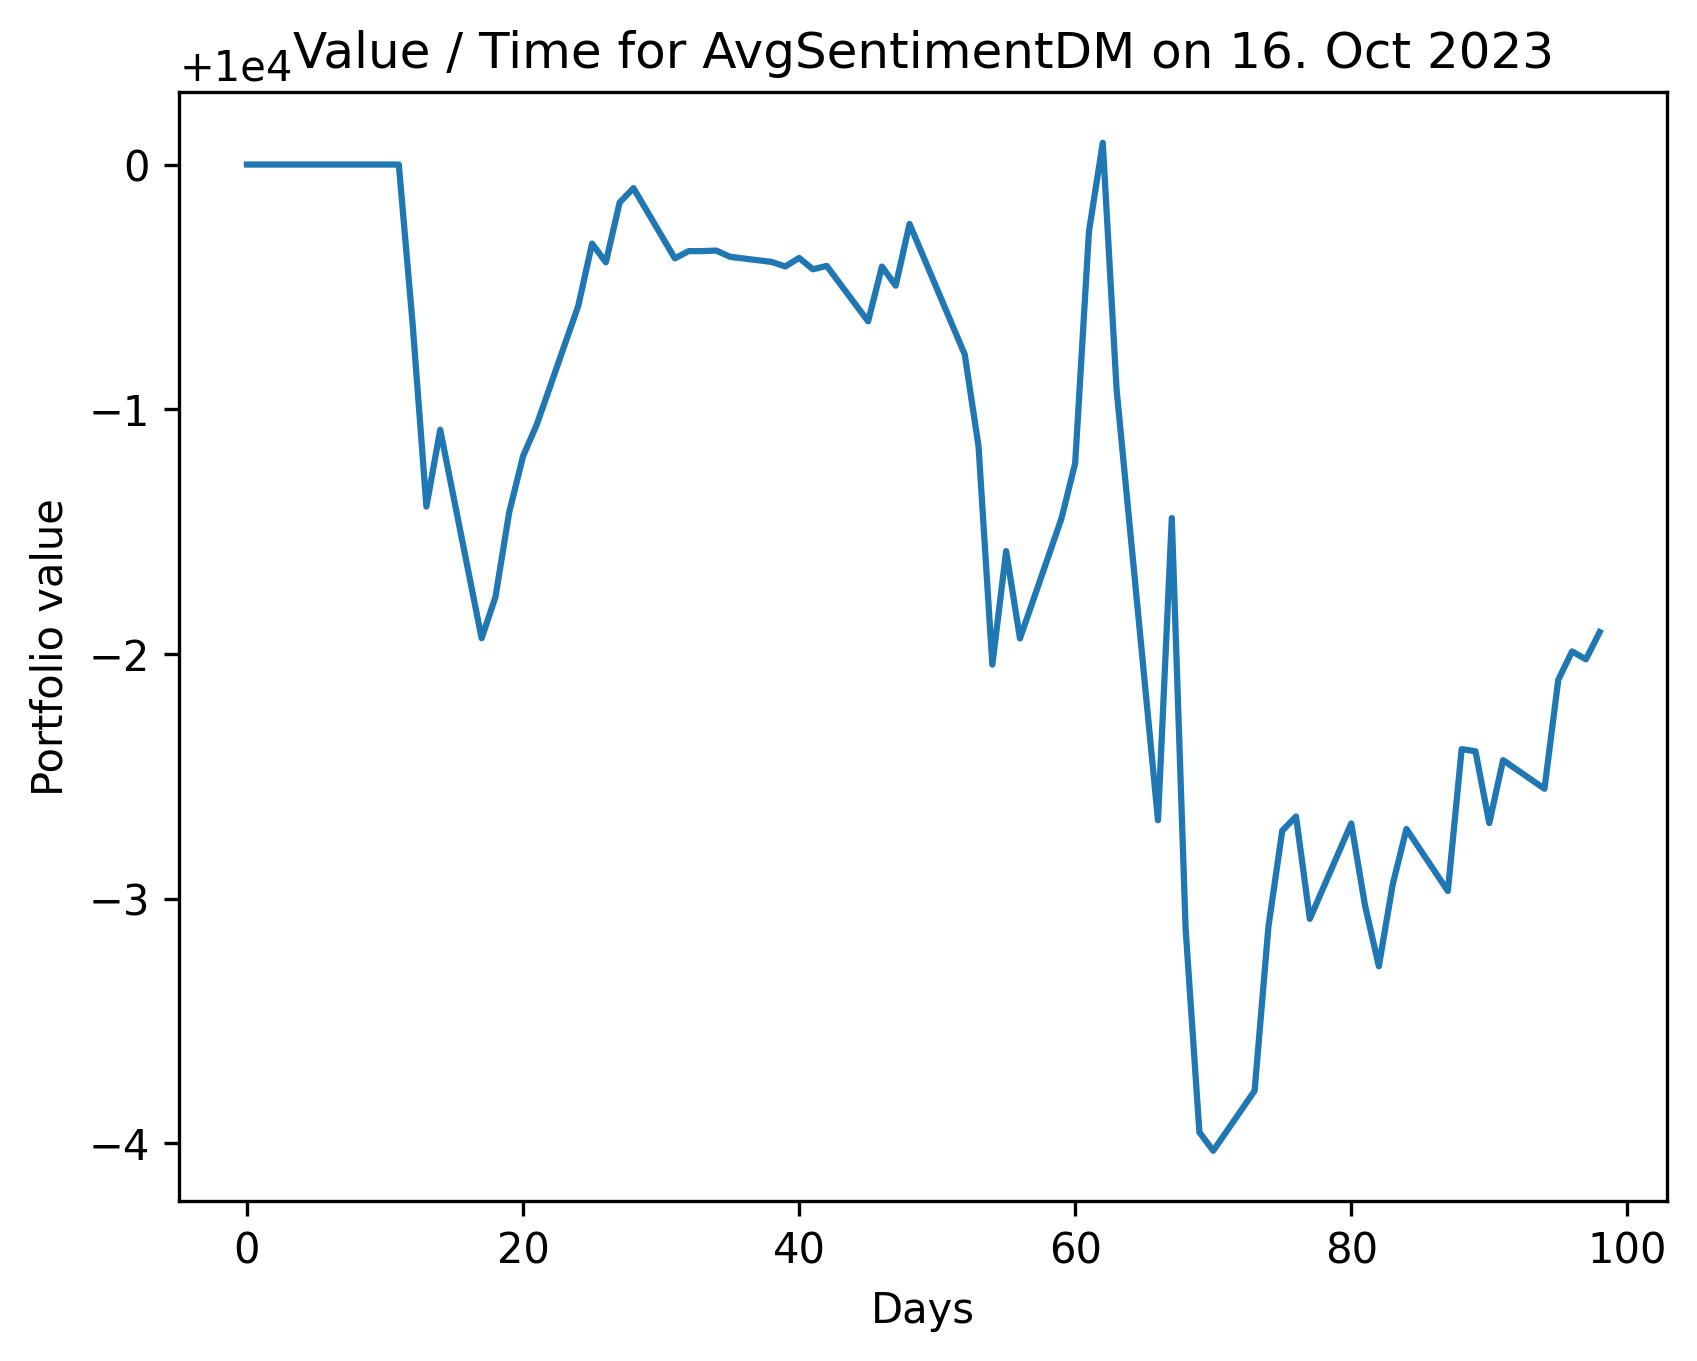 Value / Time for AvgSentimentDM on 16. Oct 2023
+1e4
0
−1
−2
−3
−4
Portfolio value
0 20 40 60 80 100
Days